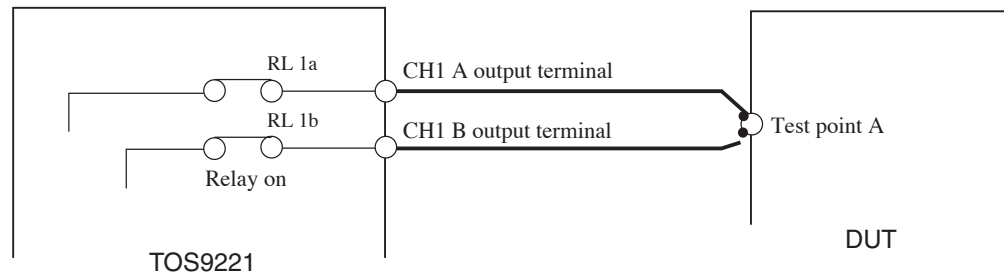 RL 1a
CH1 A output terminal
RL 1b
CH1 B output terminal
Test point A
Relay on
DUT
TOS9221